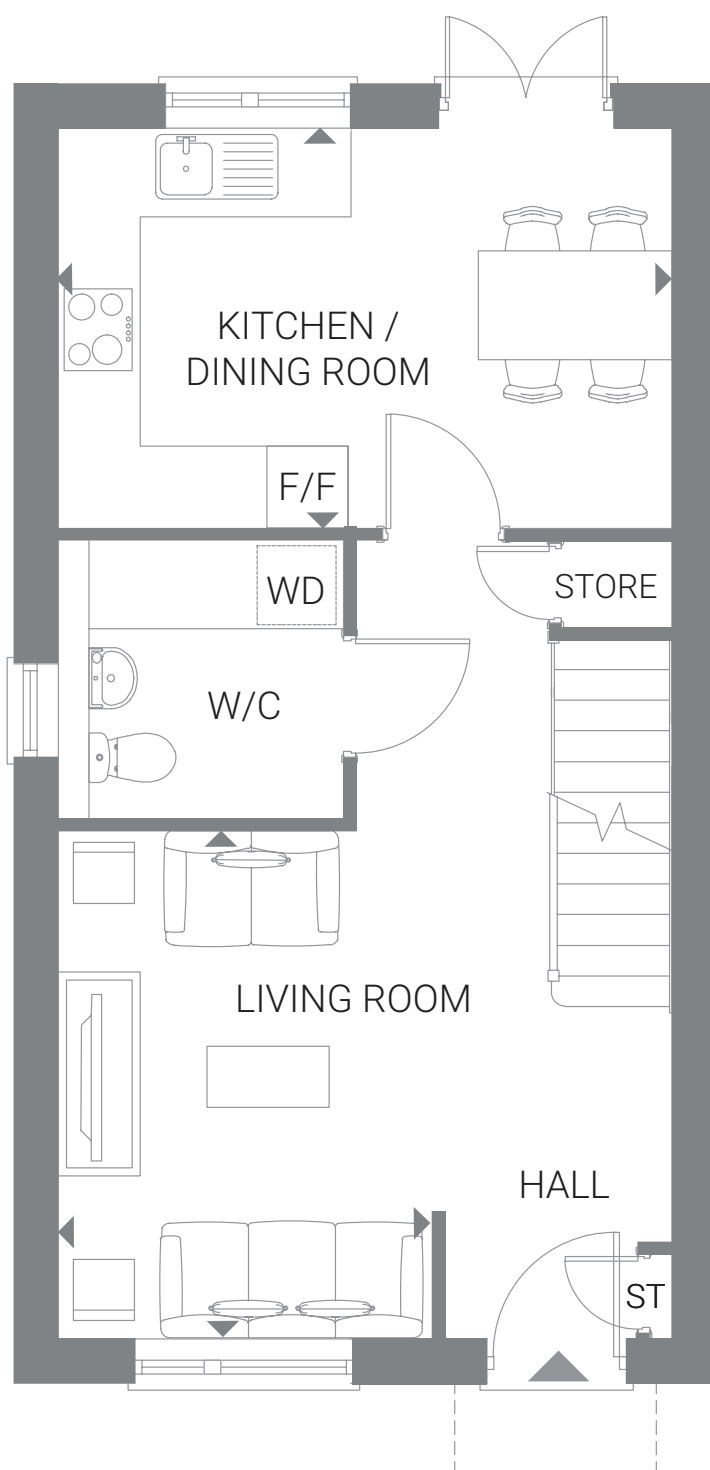 KITCHEN /
DINING ROOM
F/F
WD
STORE
W/C
LIVING ROOM
HALL
ST